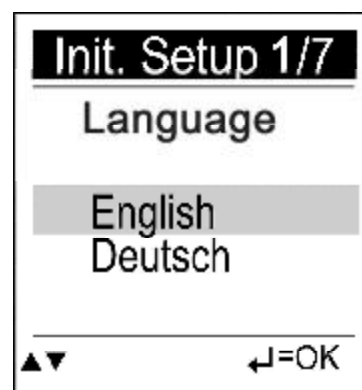 Init. Setup 1/7
Language
English
Deutsch
▲▼ ↵=OK